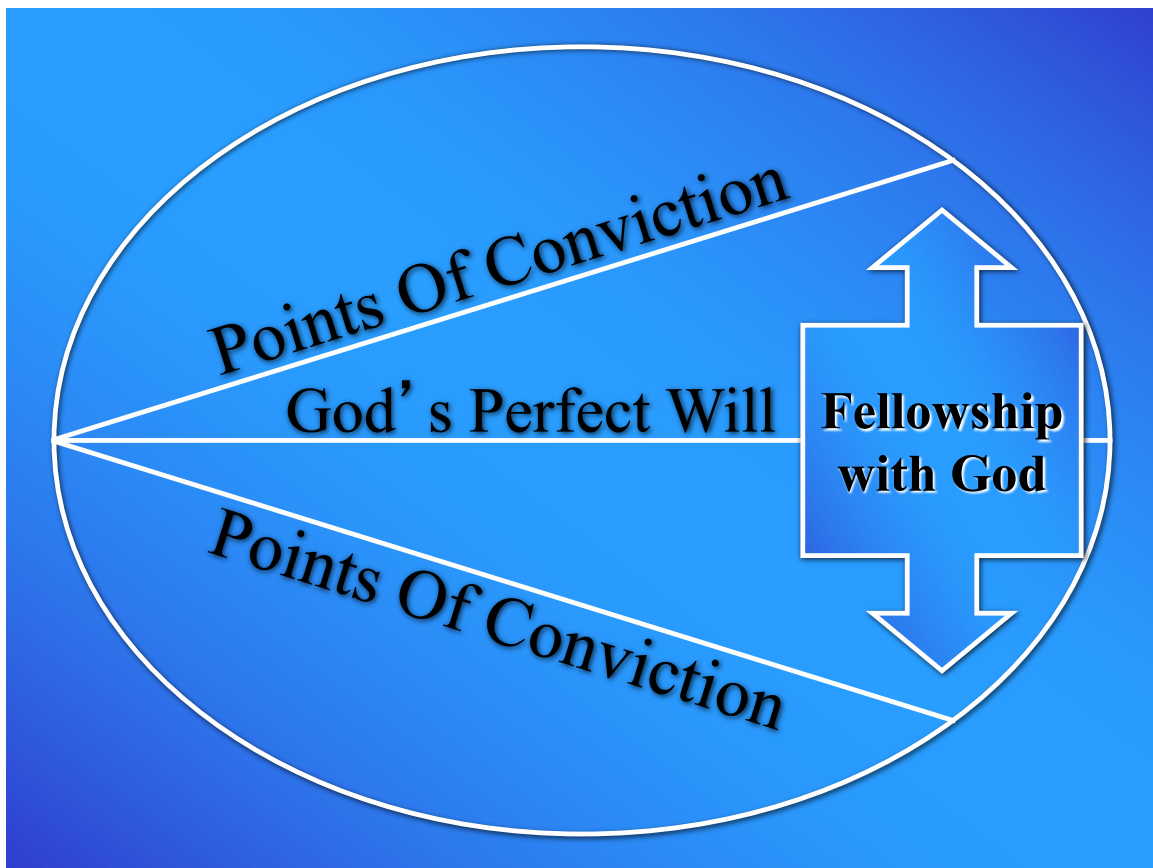 Points Of Conviction
God’s Perfect Will
Fellowship
with God
Points Of Conviction